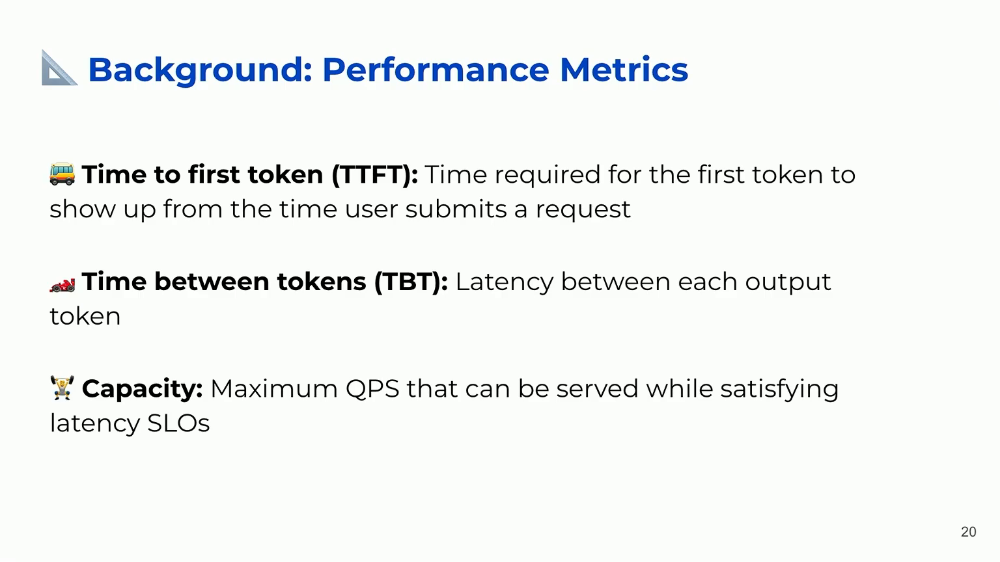 Background: Performance Metrics
Time to first token (TTFT): Time required for the first token to
show up from the time user submits a request
Time between tokens (TBT): Latency between each output
token
Capacity: Maximum QPS that can be served while satisfying
latency SLOs
20